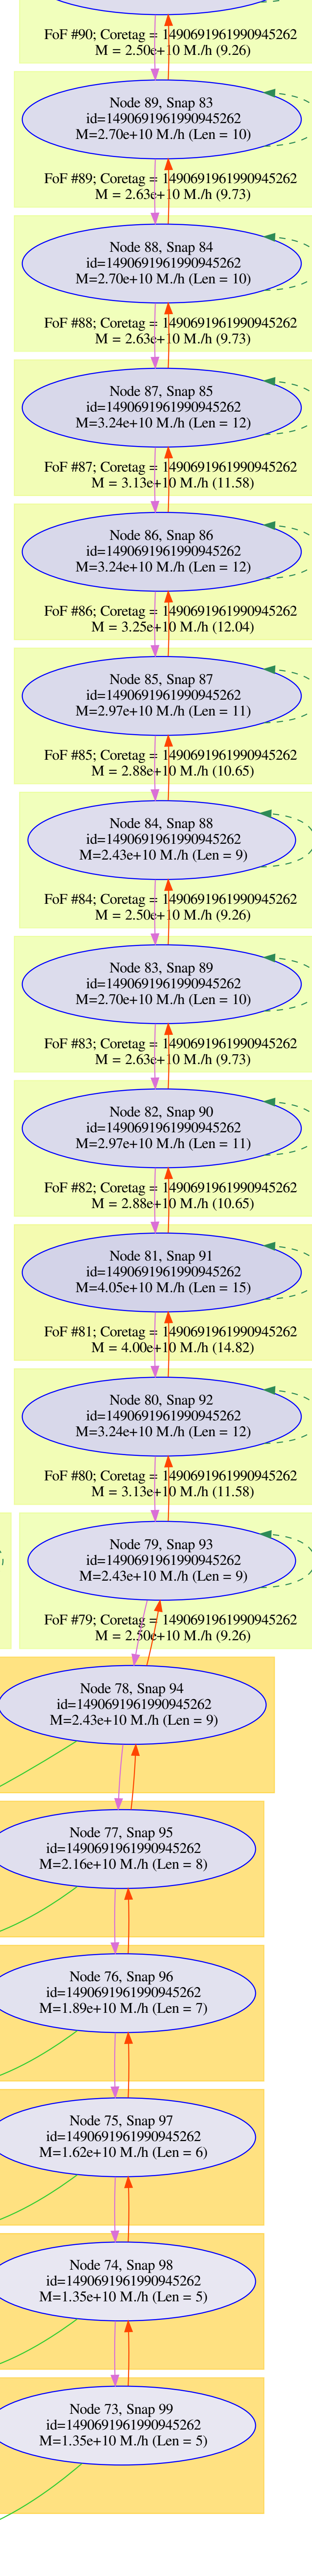 FoF #90; Coretag = 1490691961990945262
M = 2.50e+10 M./h (9.26)
Node 89, Snap 83
id=1490691961990945262
M=2.70e+10 M./h (Len = 10)
FoF #89; Coretag = 1490691961990945262
M = 2.63e+10 M./h (9.73)
Node 88, Snap 84
id=1490691961990945262
M=2.70e+10 M./h (Len = 10)
FoF #88; Coretag = 1490691961990945262
M = 2.63e+10 M./h (9.73)
Node 87, Snap 85
id=1490691961990945262
M=3.24e+10 M./h (Len = 12)
FoF #87; Coretag = 1490691961990945262
M = 3.13e+10 M./h (11.58)
Node 86, Snap 86
id=1490691961990945262
M=3.24e+10 M./h (Len = 12)
FoF #86; Coretag = 1490691961990945262
M = 3.25e+10 M./h (12.04)
Node 85, Snap 87
id=1490691961990945262
M=2.97e+10 M./h (Len = 11)
FoF #85; Coretag = 1490691961990945262
M = 2.88e+10 M./h (10.65)
Node 84, Snap 88
id=1490691961990945262
M=2.43e+10 M./h (Len = 9)
FoF #84; Coretag = 1490691961990945262
M = 2.50e+10 M./h (9.26)
Node 83, Snap 89
id=1490691961990945262
M=2.70e+10 M./h (Len = 10)
FoF #83; Coretag = 1490691961990945262
M = 2.63e+10 M./h (9.73)
Node 82, Snap 90
id=1490691961990945262
M=2.97e+10 M./h (Len = 11)
FoF #82; Coretag = 1490691961990945262
M = 2.88e+10 M./h (10.65)
Node 81, Snap 91
id=1490691961990945262
M=4.05e+10 M./h (Len = 15)
FoF #81; Coretag = 1490691961990945262
M = 4.00e+10 M./h (14.82)
Node 80, Snap 92
id=1490691961990945262
M=3.24e+10 M./h (Len = 12)
FoF #80; Coretag = 1490691961990945262
M = 3.13e+10 M./h (11.58)
Node 79, Snap 93
id=1490691961990945262
M=2.43e+10 M./h (Len = 9)
FoF #79; Coretag = 1490691961990945262
M = 2.50e+10 M./h (9.26)
Node 78, Snap 94
id=1490691961990945262
M=2.43e+10 M./h (Len = 9)
Node 77, Snap 95
id=1490691961990945262
M=2.16e+10 M./h (Len = 8)
Node 76, Snap 96
id=1490691961990945262
M=1.89e+10 M./h (Len = 7)
Node 75, Snap 97
id=1490691961990945262
M=1.62e+10 M./h (Len = 6)
Node 74, Snap 98
id=1490691961990945262
M=1.35e+10 M./h (Len = 5)
Node 73, Snap 99
id=1490691961990945262
M=1.35e+10 M./h (Len = 5)